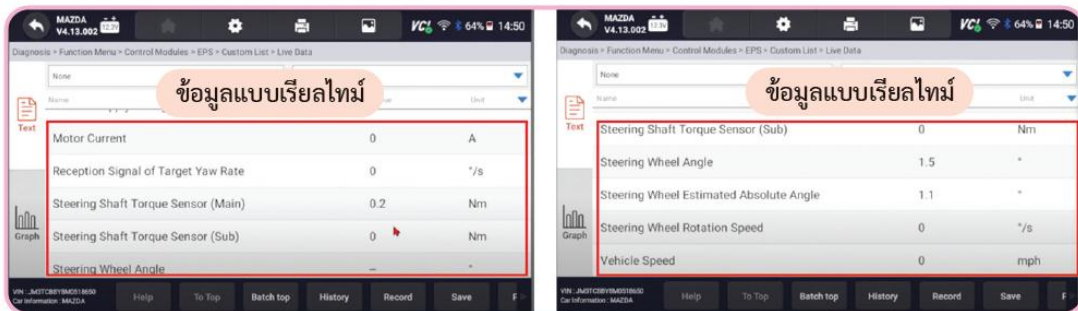 MAZDA
V4.13.002
12.3V
VCI
64%
14:50
Diagnosis > Function Menu > Control Modules > EPS > Custom List > Live Data
None
ข้อมูลแบบเรียลไทม์
Name
Unit
Text
Motor Current 0 A
Reception Signal of Target Yaw Rate 0 °/s
Steering Shaft Torque Sensor (Main) 0.2 Nm
Graph
Steering Shaft Torque Sensor (Sub) 0 Nm
Steering Wheel Angle – °
Car Information : MAZDA
Help To Top Batch top History Record Save F
MAZDA
V4.13.002
12.3V
VCI
64%
14:50
Diagnosis > Function Menu > Control Modules > EPS > Custom List > Live Data
None
ข้อมูลแบบเรียลไทม์
Name
Unit
Text
Steering Shaft Torque Sensor (Sub) 0 Nm
Steering Wheel Angle 1.5 °
Steering Wheel Estimated Absolute Angle 1.1 °
Graph
Steering Wheel Rotation Speed 0 °/s
Vehicle Speed 0 mph
Car Information : MAZDA
Help To Top Batch top History Record Save F